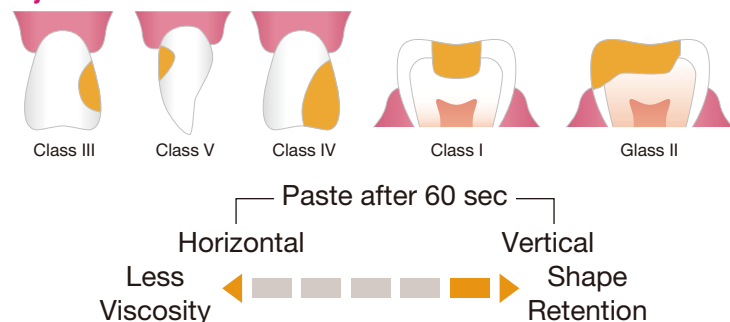 Class III
Class V
Class IV
Class I
Glass II
Paste after 60 sec
Horizontal
Vertical
Less
Viscosity
Shape
Retention